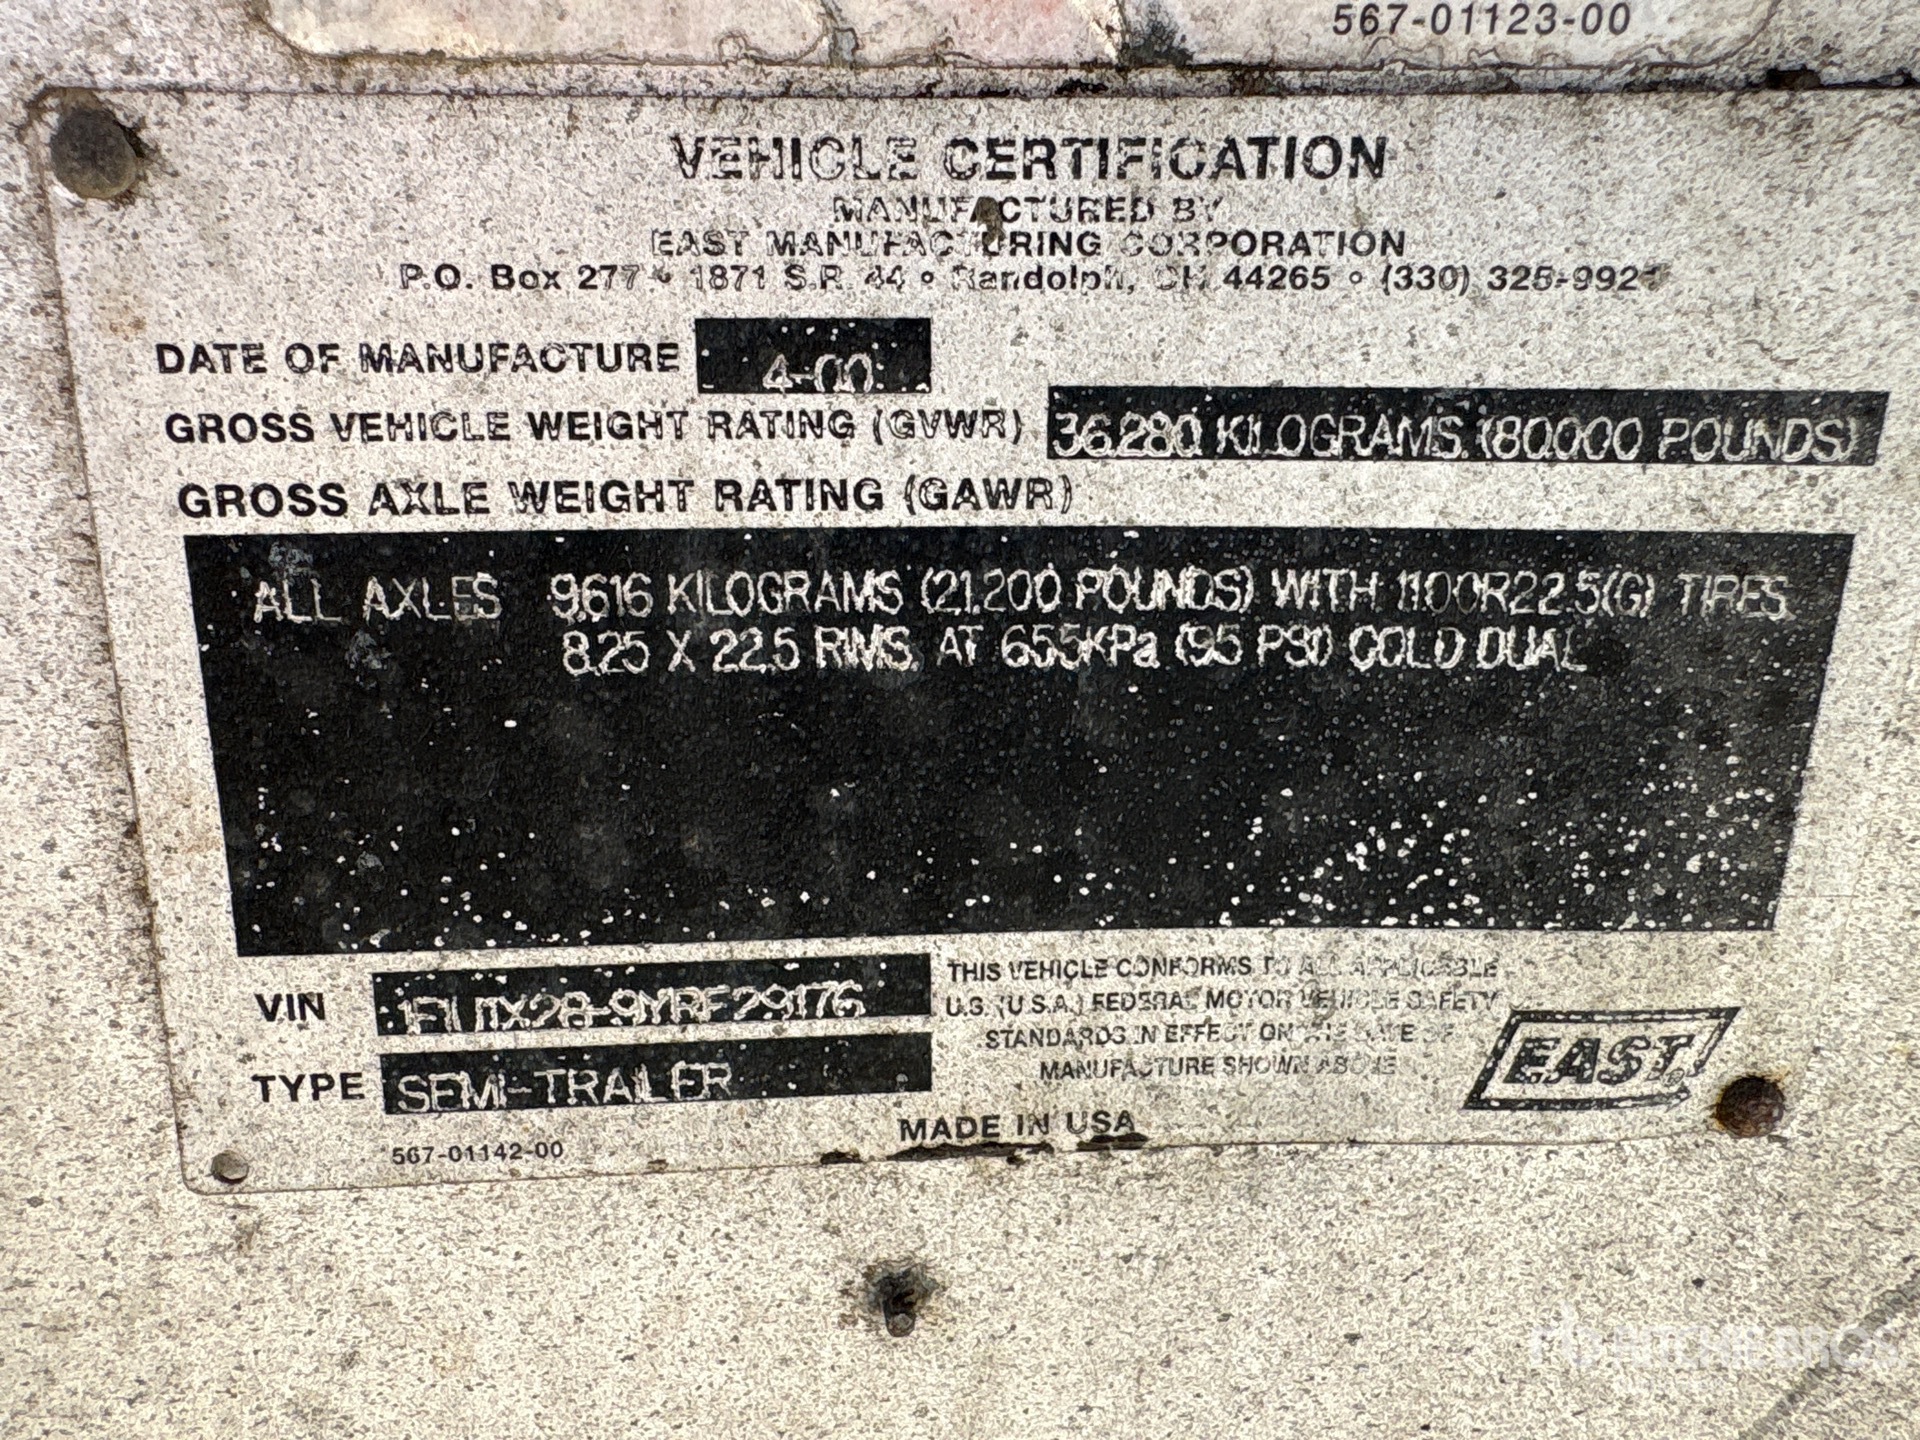 567-01123-00
VEHICLE CERTIFICATION
MANUFACTURED BY
EAST MANUFACTURING CORPORATION
P.O. Box 277 • 1871 S.R. 44 • Randolph, OH 44265 • (330) 325-9921
DATE OF MANUFACTURE 4-00
GROSS VEHICLE WEIGHT RATING (GVWR) 36,280 KILOGRAMS (80,000 POUNDS)
GROSS AXLE WEIGHT RATING (GAWR)
ALL AXLES 9,616 KILOGRAMS (21,200 POUNDS) WITH 1100R22.5(G) TIRES
8.25 X 22.5 RIMS, AT 655KPa (95 PSI) COLD DUAL
VIN
TYPE SEMI-TRAILER
THIS VEHICLE CONFORMS TO ALL APPLICABLE
U.S. (U.S.A.) FEDERAL MOTOR VEHICLE SAFETY
STANDARDS IN EFFECT ON THE DATE OF
MANUFACTURE SHOWN ABOVE
EAST
MADE IN USA
567-01142-00
rb RITCHIE BROS.